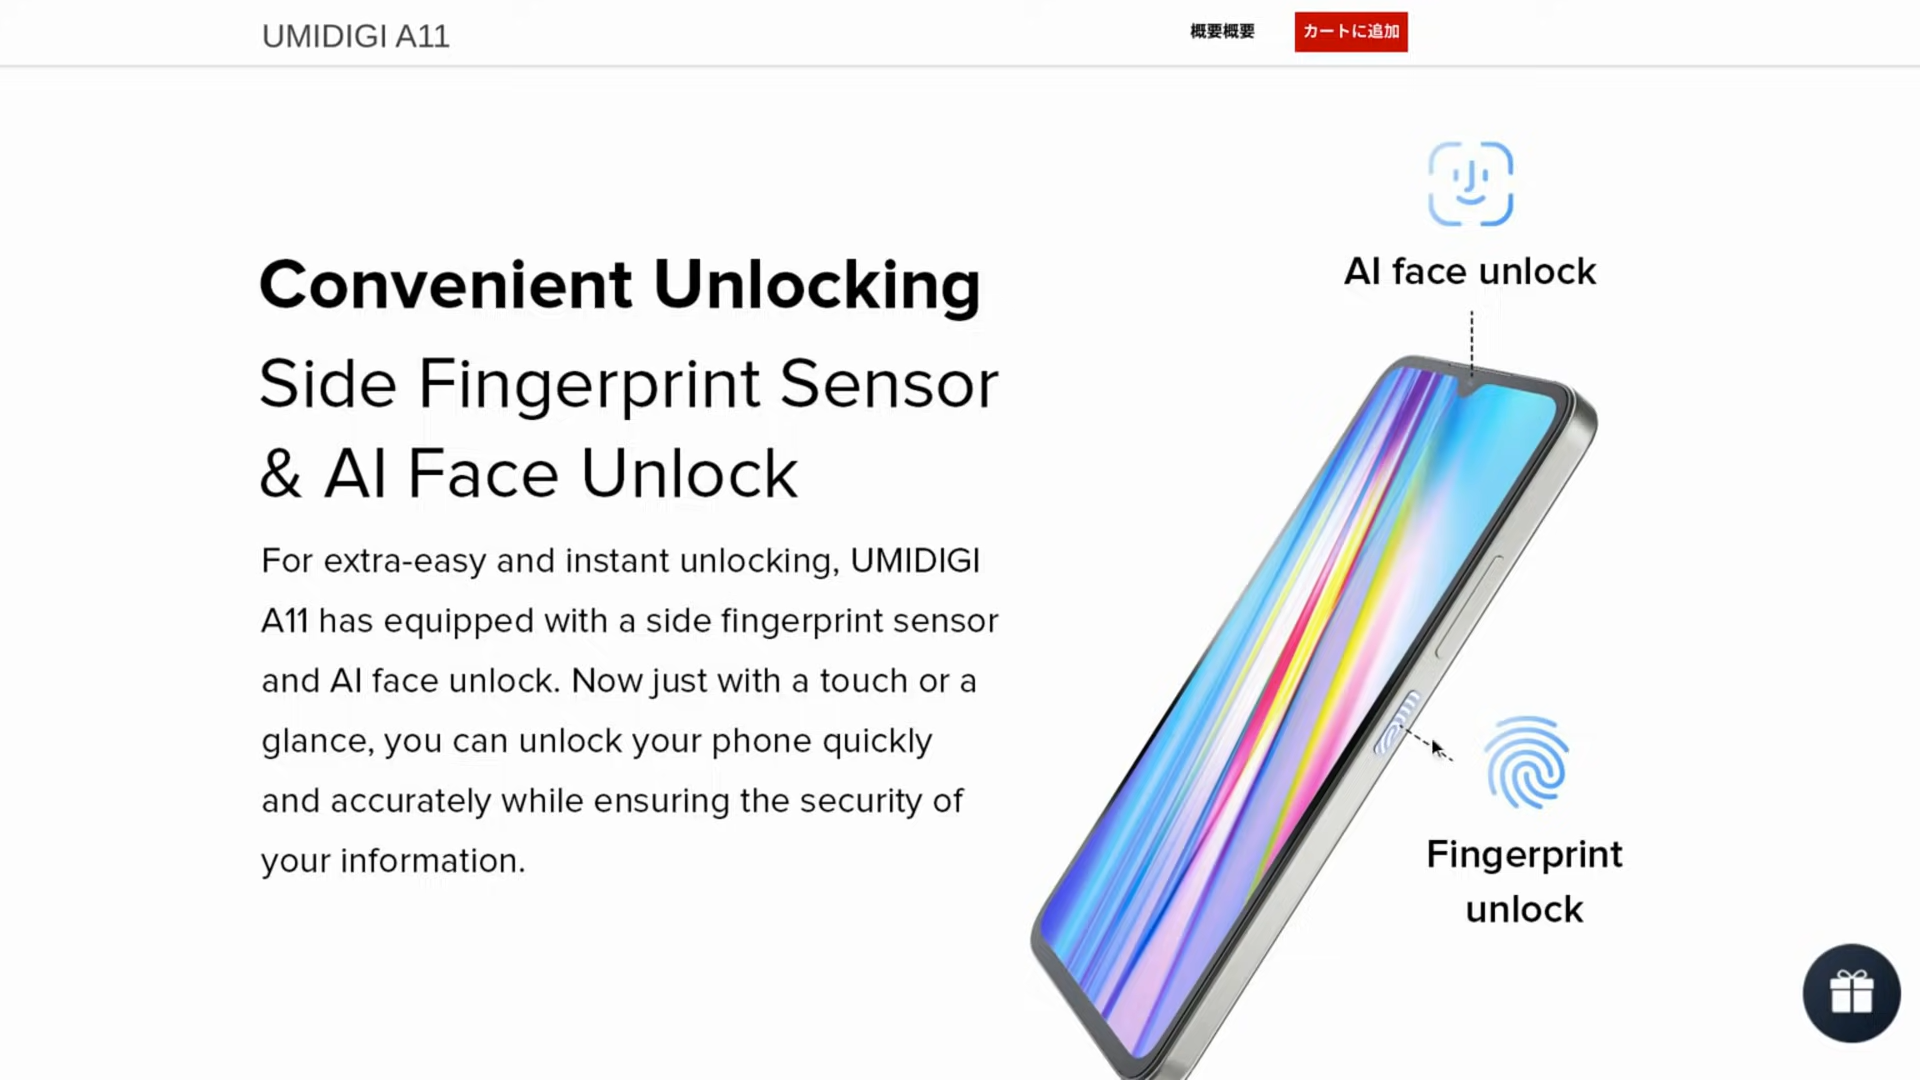 UMIDIGI A11
概要概要
カートに追加
Convenient Unlocking
Side Fingerprint Sensor
& AI Face Unlock
For extra-easy and instant unlocking, UMIDIGI
A11 has equipped with a side fingerprint sensor
and AI face unlock. Now just with a touch or a
glance, you can unlock your phone quickly
and accurately while ensuring the security of
your information.
AI face unlock
Fingerprint
unlock